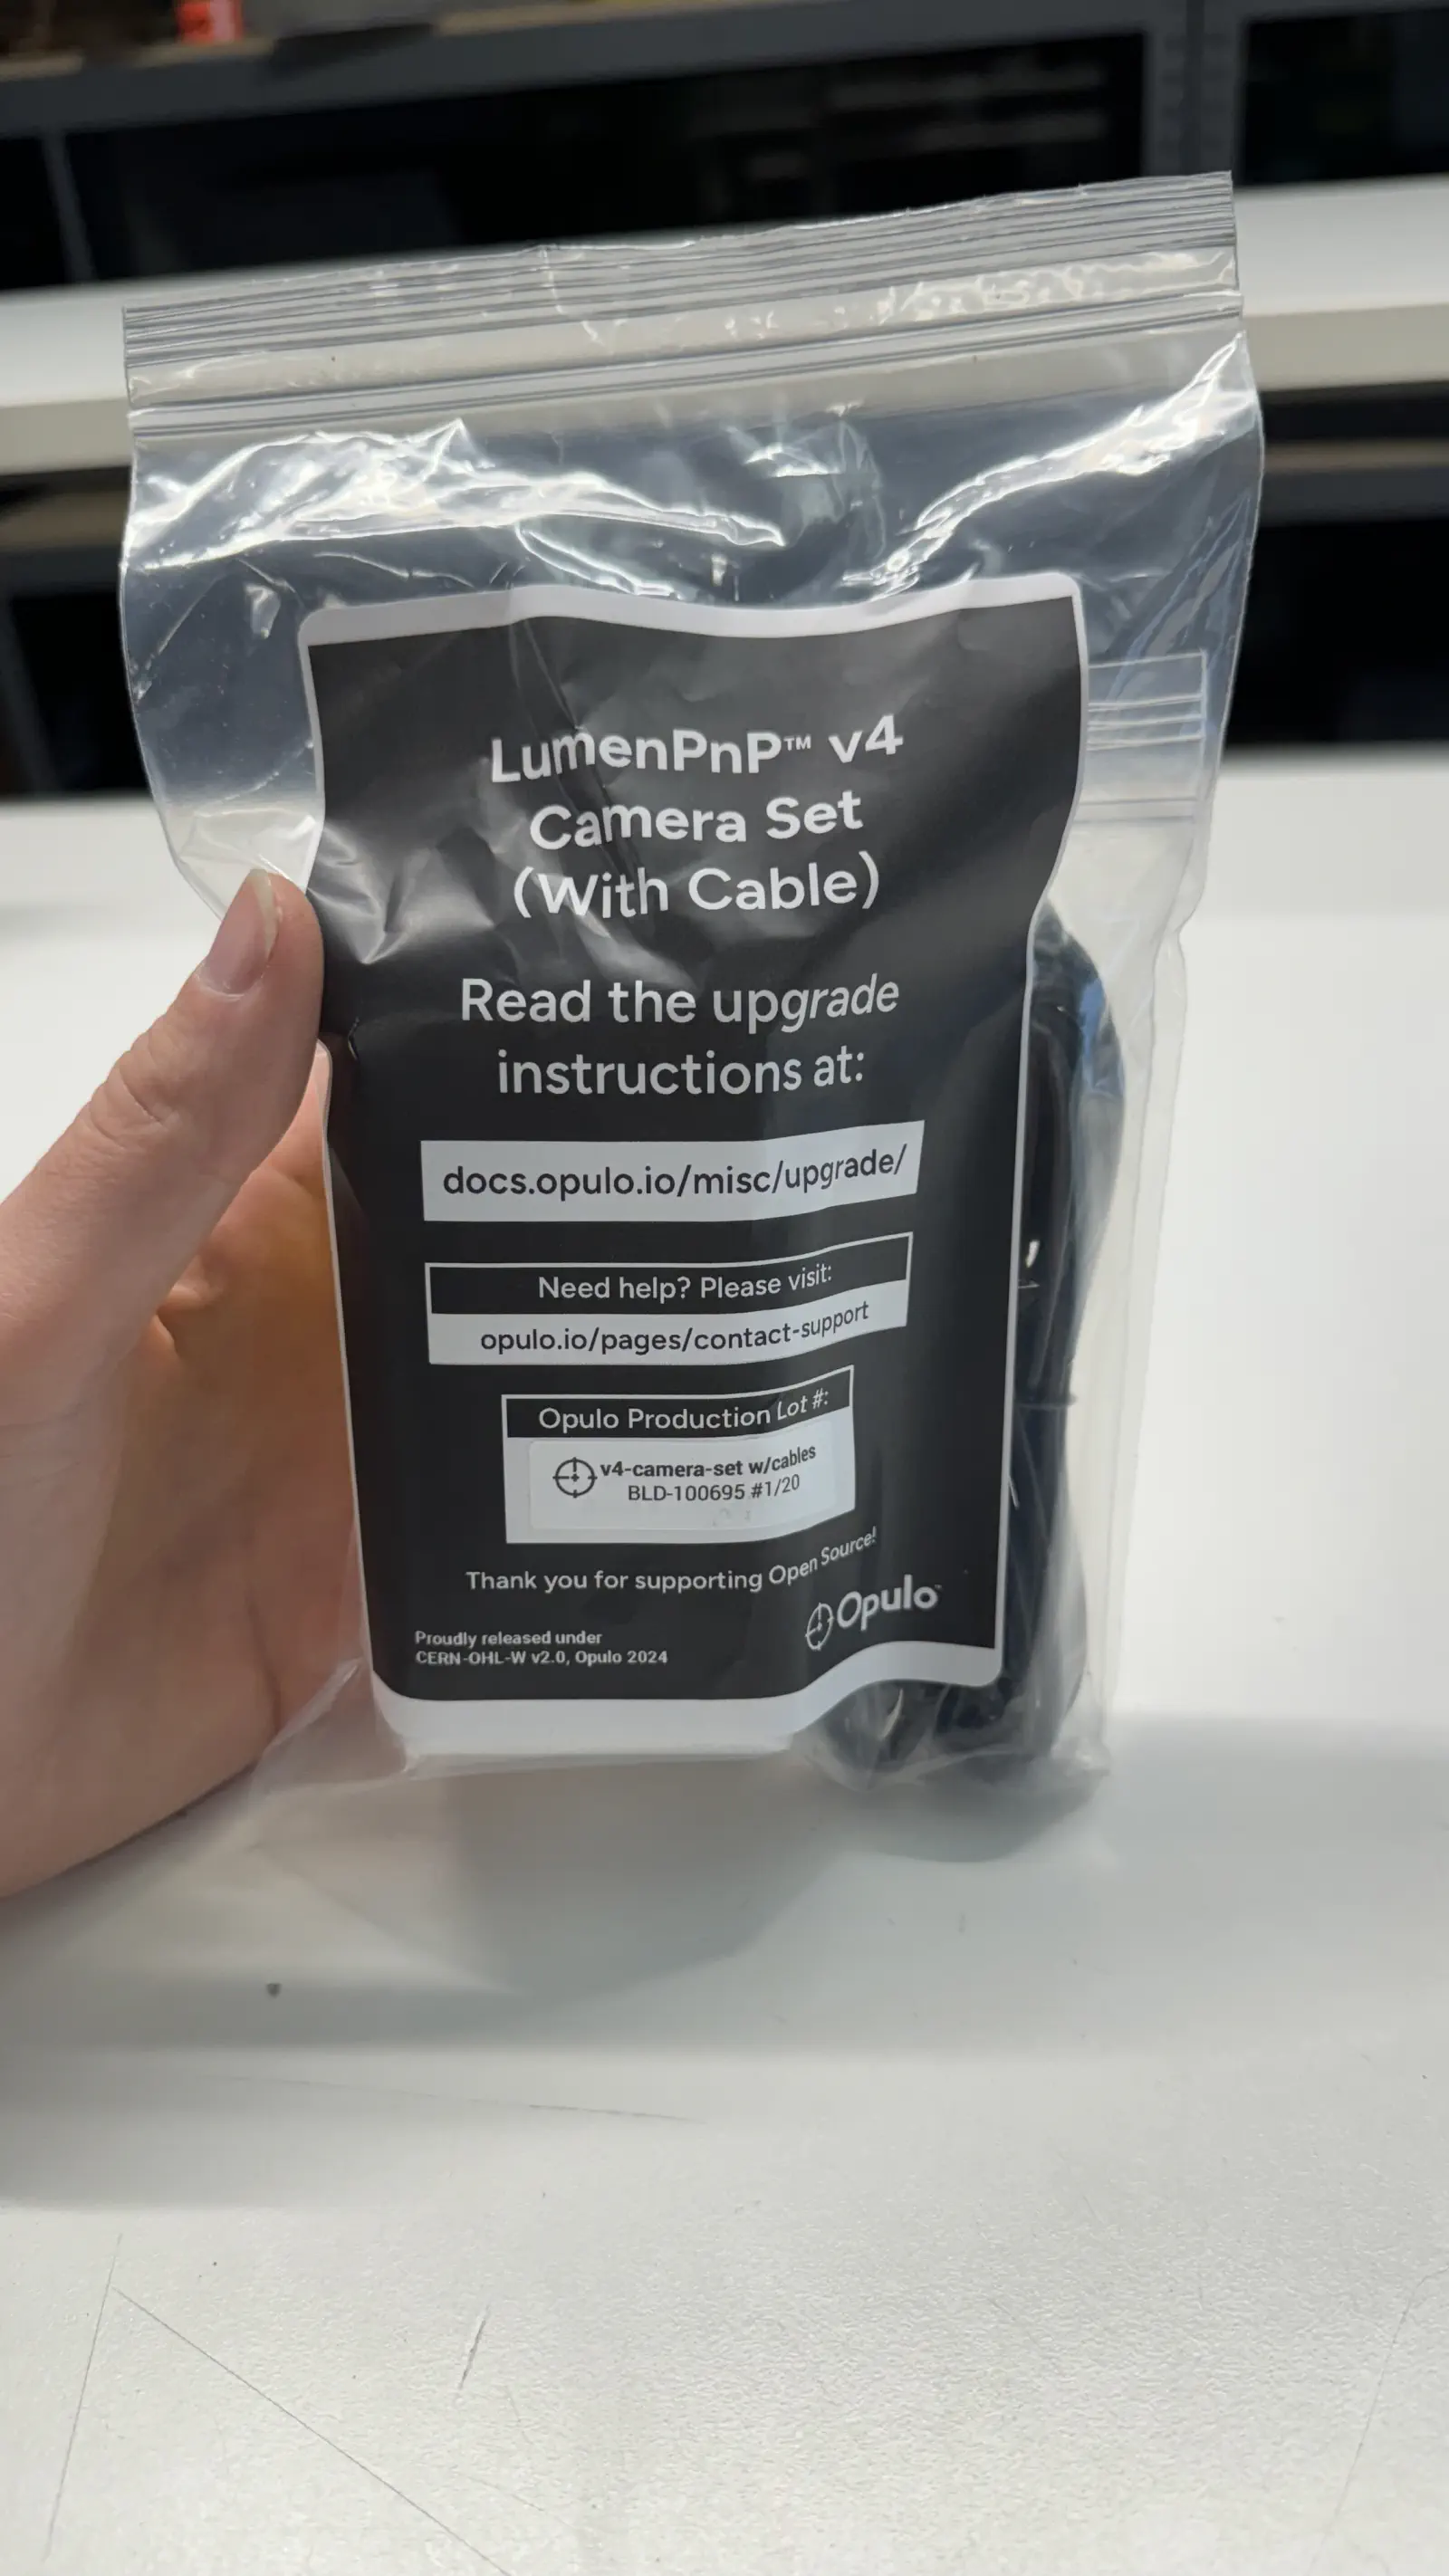 LumenPnP™ v4
Camera Set
(With Cable)
Read the upgrade
instructions at:
docs.opulo.io/misc/upgrade/
Need help? Please visit:
opulo.io/pages/contact-support
Opulo Production Lot #:
v4-camera-set w/cables
BLD-100695 #1/20
Thank you for supporting Open Source!
Opulo™
Proudly released under
CERN-OHL-W v2.0, Opulo 2024